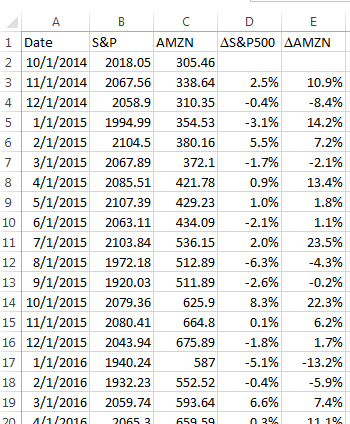 A B C D E
1 Date S&P AMZN ΔS&P500 ΔAMZN
2 10/1/2014 2018.05 305.46
3 11/1/2014 2067.56 338.64 2.5% 10.9%
4 12/1/2014 2058.9 310.35 -0.4% -8.4%
5 1/1/2015 1994.99 354.53 -3.1% 14.2%
6 2/1/2015 2104.5 380.16 5.5% 7.2%
7 3/1/2015 2067.89 372.1 -1.7% -2.1%
8 4/1/2015 2085.51 421.78 0.9% 13.4%
9 5/1/2015 2107.39 429.23 1.0% 1.8%
10 6/1/2015 2063.11 434.09 -2.1% 1.1%
11 7/1/2015 2103.84 536.15 2.0% 23.5%
12 8/1/2015 1972.18 512.89 -6.3% -4.3%
13 9/1/2015 1920.03 511.89 -2.6% -0.2%
14 10/1/2015 2079.36 625.9 8.3% 22.3%
15 11/1/2015 2080.41 664.8 0.1% 6.2%
16 12/1/2015 2043.94 675.89 -1.8% 1.7%
17 1/1/2016 1940.24 587 -5.1% -13.2%
18 2/1/2016 1932.23 552.52 -0.4% -5.9%
19 3/1/2016 2059.74 593.64 6.6% 7.4%
20 4/1/2016 2065.3 659.59 0.3% 11.1%